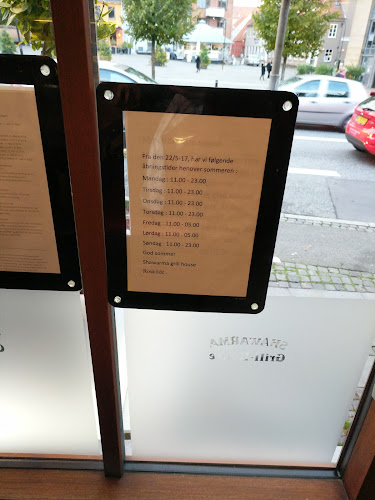 Fra den 22/5-17, har vi følgende
åbningstider henover sommeren :
Mandag : 11.00 - 23.00
Tirsdag : 11.00 - 23.00
Onsdag : 11.00 - 23.00
Torsdag : 11.00 - 23.00
Fredag : 11.00 - 05.00
Lørdag : 11.00 - 05.00
Søndag : 11.00 - 23.00
God sommer
Shawarma grill house
SHAWARMA
Grill